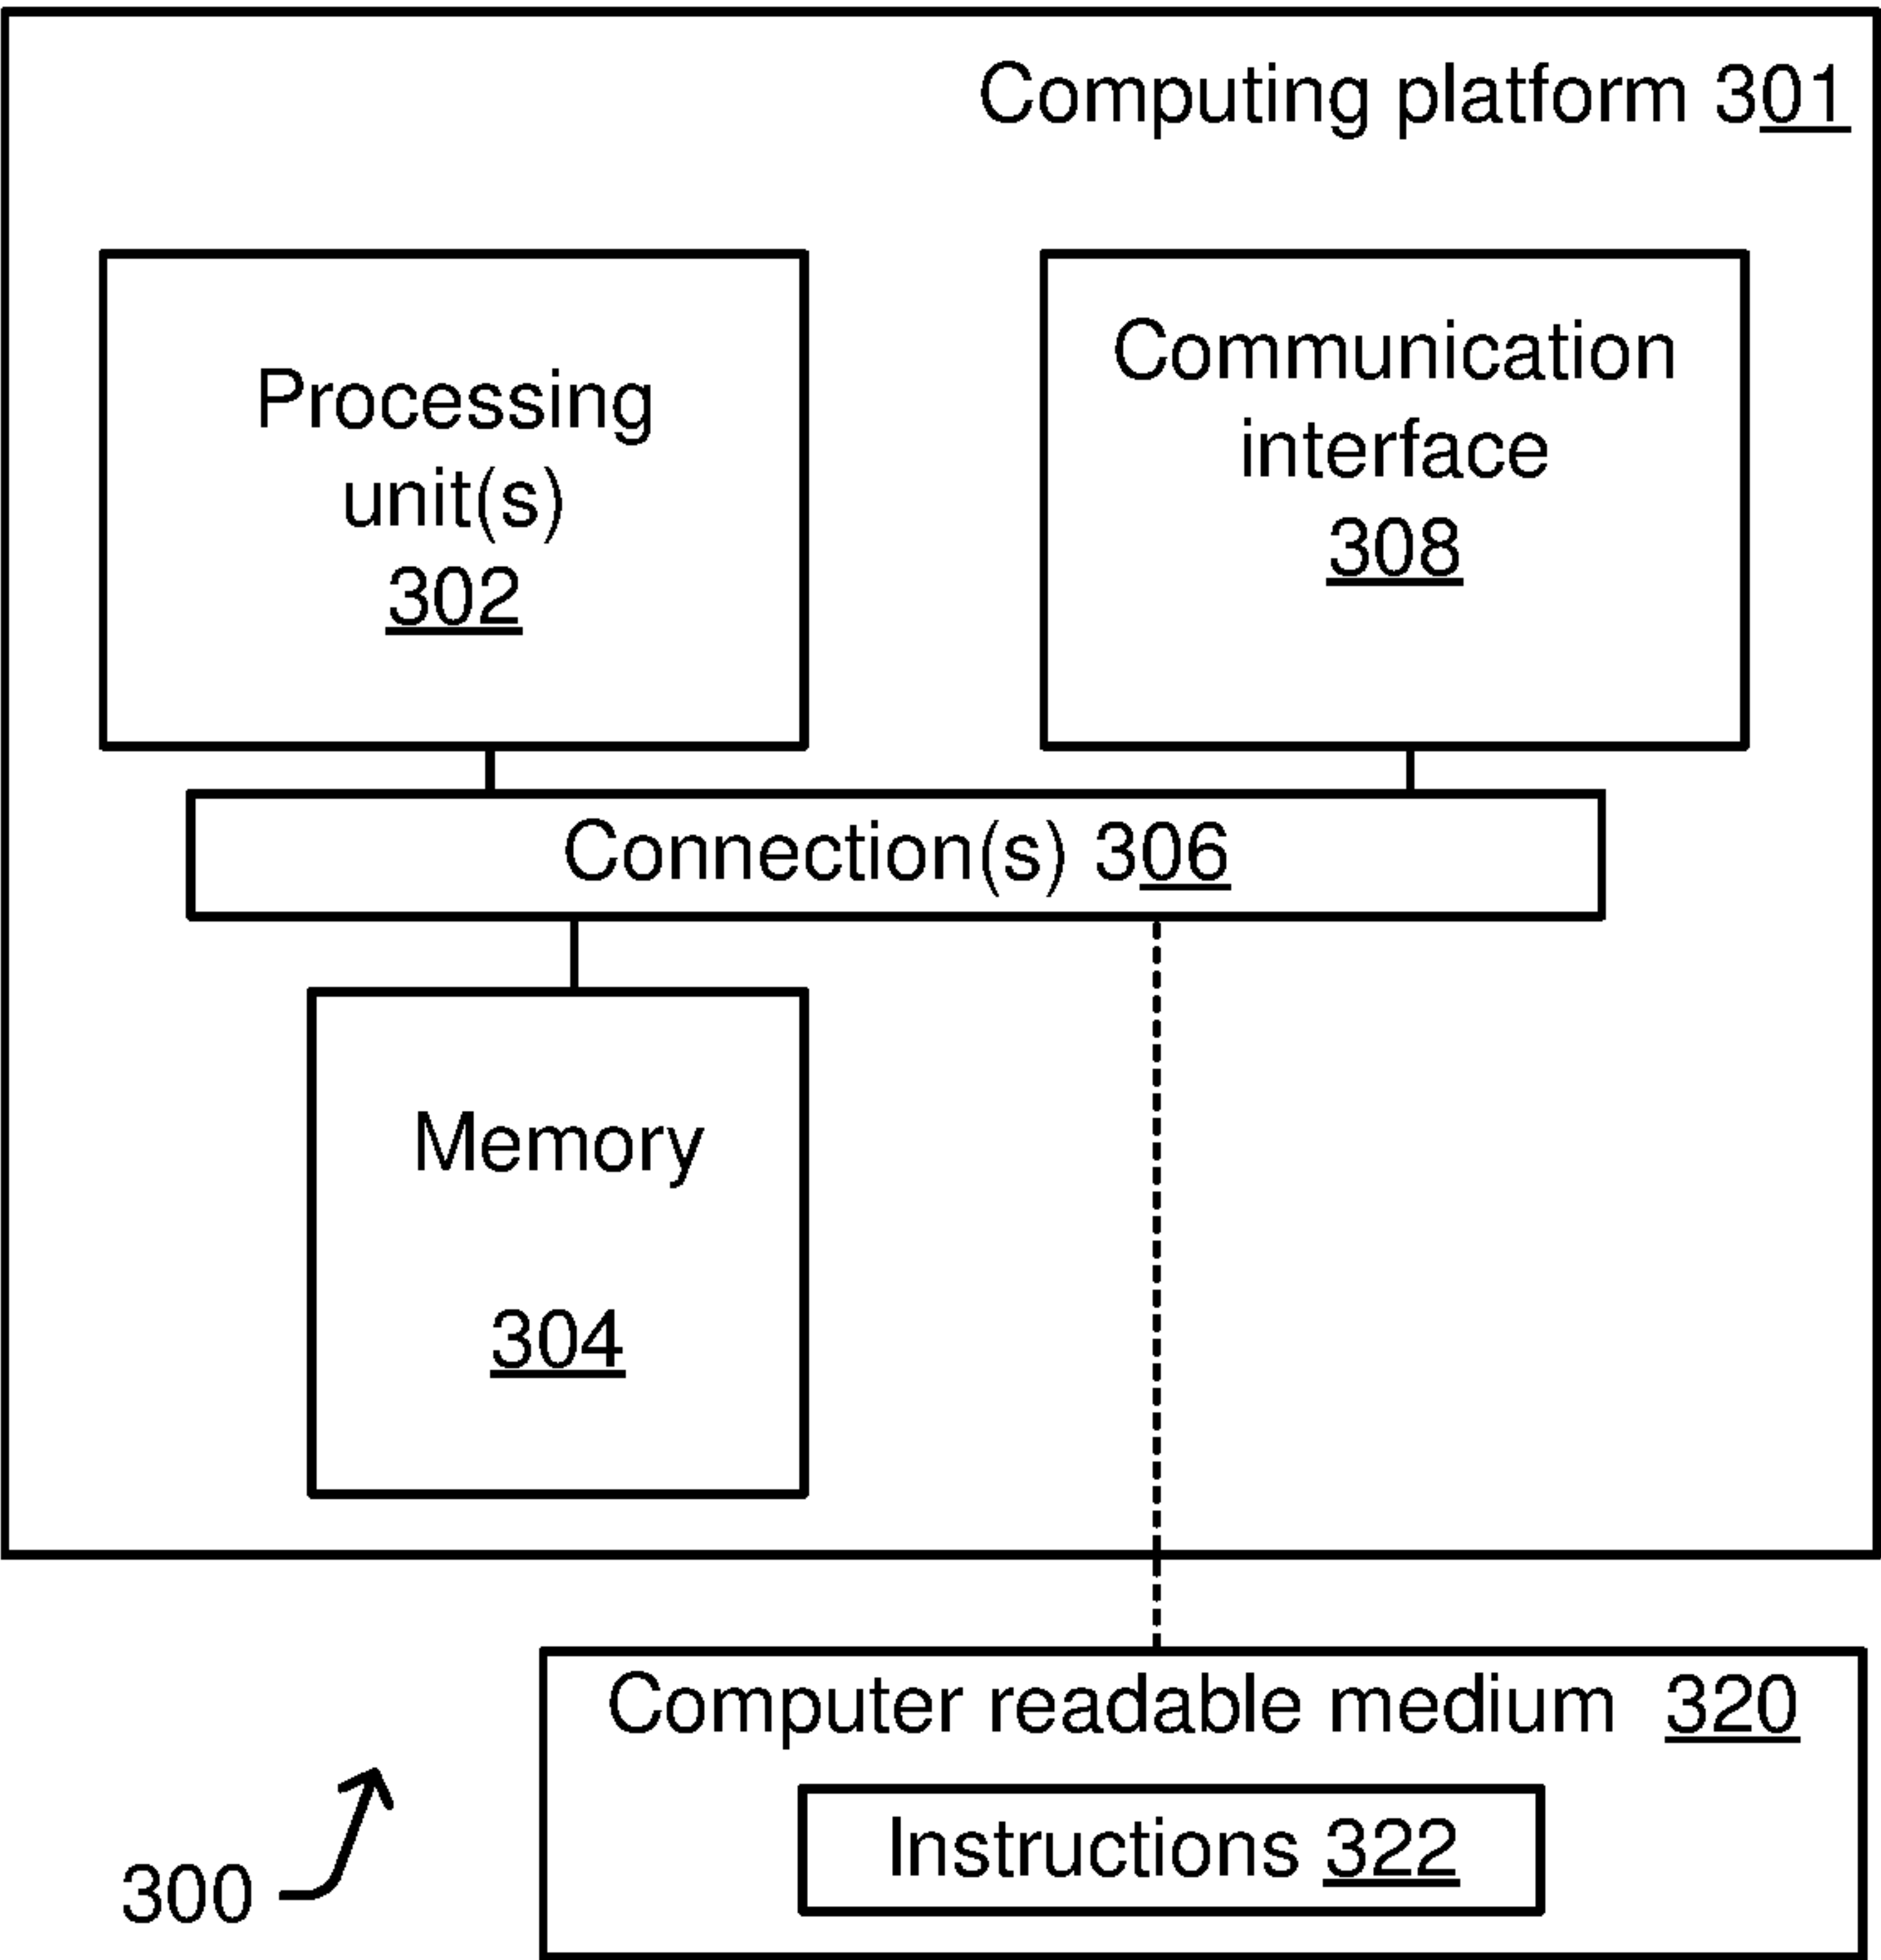 Computing platform 301
Processing
unit(s)
302
Communication
interface
308
Connection(s) 306
Memory
304
Computer readable medium 320
Instructions 322
300